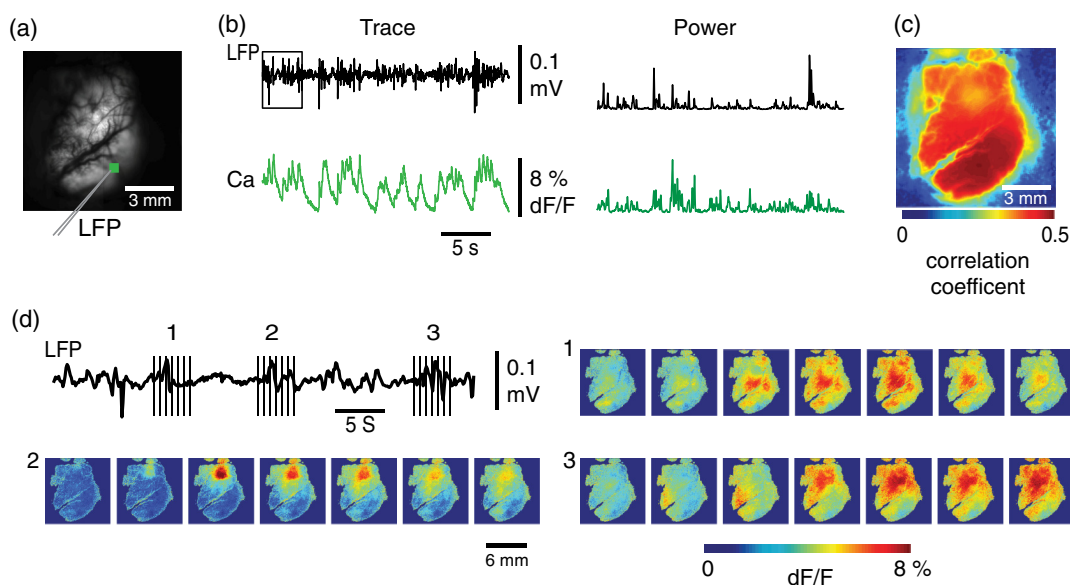 (a)
3 mm
LFP
(b)
Trace
Power
LFP
0.1
mV
Ca
8 %
dF/F
5 s
(c)
3 mm
0
0.5
correlation
coefficent
(d)
LFP
1
2
3
0.1
mV
5 S
1
2
3
6 mm
0
8 %
dF/F